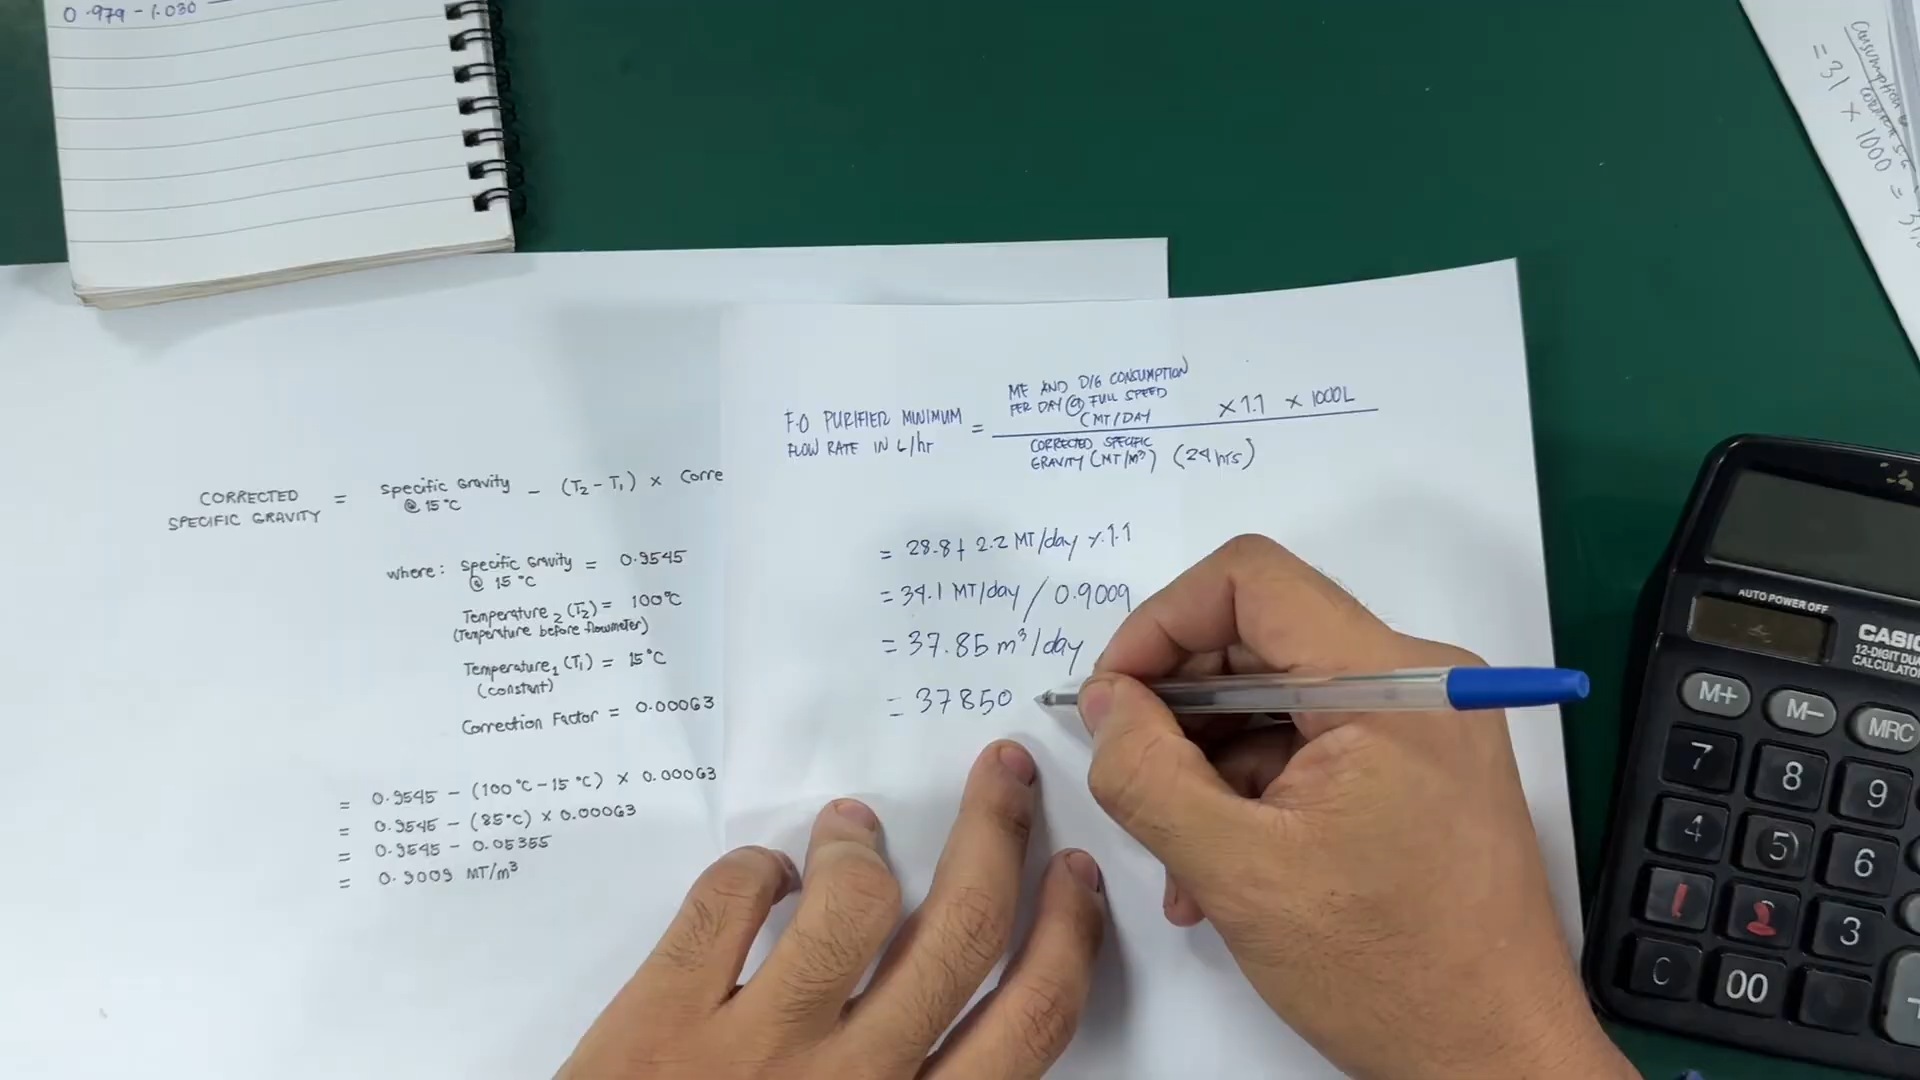 0.979 - 1.030
Consumption
corrected S.G
= 31 × 1000 =
CORRECTED SPECIFIC GRAVITY = Specific Gravity @ 15°C - (T2 - T1) × Corre
where: Specific Gravity @ 15°C = 0.9545
Temperature2 (T2) = 100°C
(Temperature before flowmeter)
Temperature1 (T1) = 15°C
(constant)
Correction Factor = 0.00063
= 0.9545 - (100°C - 15°C) × 0.00063
= 0.9545 - (85°C) × 0.00063
= 0.9545 - 0.05355
= 0.9009 MT/m³
F.O PURIFIER MINIMUM
FLOW RATE IN L/hr
=
ME AND D/G CONSUMPTION
PER DAY @ FULL SPEED
(MT/DAY × 1.1 × 1000L
CORRECTED SPECIFIC
GRAVITY (MT/M³) (24 hrs)
= 28.8 + 2.2 MT/day × 1.1
= 34.1 MT/day / 0.9009
= 37.85 m³/day
= 37850
AUTO POWER OFF
CASIO
12-DIGIT
CALCULATO
M+ M- MRC
7 8 9
4 5 6
1 2 3
C 00